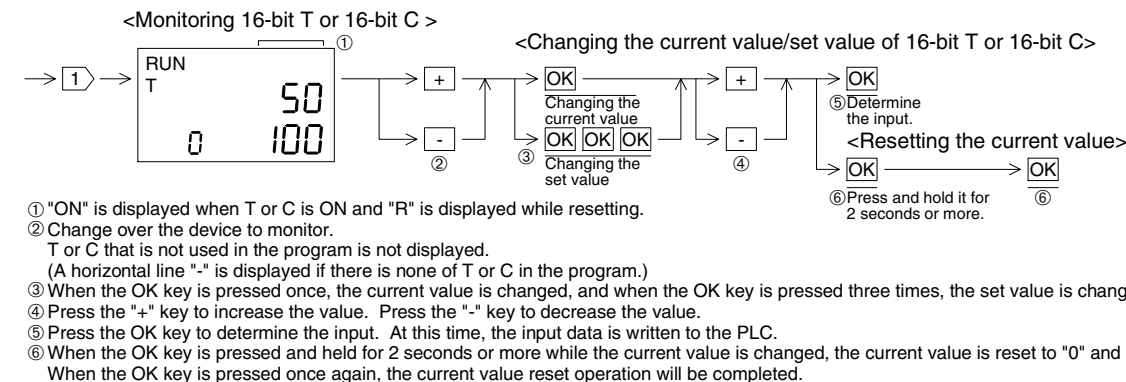 <Monitoring 16-bit T or 16-bit C >
①
<Changing the current value/set value of 16-bit T or 16-bit C>
1
RUN
T
50
0 100
+
-
②
OK
Changing the
current value
③
OK OK OK
Changing the
set value
+
-
④
OK
⑤Determine
the input.
<Resetting the current value>
OK
OK
⑥Press and hold it for
2 seconds or more.
⑥
① "ON" is displayed when T or C is ON and "R" is displayed while resetting.
② Change over the device to monitor.
T or C that is not used in the program is not displayed.
(A horizontal line "-" is displayed if there is none of T or C in the program.)
③ When the OK key is pressed once, the current value is changed, and when the OK key is pressed three times, the set value is chang
④ Press the "+" key to increase the value. Press the "-" key to decrease the value.
⑤ Press the OK key to determine the input. At this time, the input data is written to the PLC.
⑥ When the OK key is pressed and held for 2 seconds or more while the current value is changed, the current value is reset to "0" and
When the OK key is pressed once again, the current value reset operation will be completed.